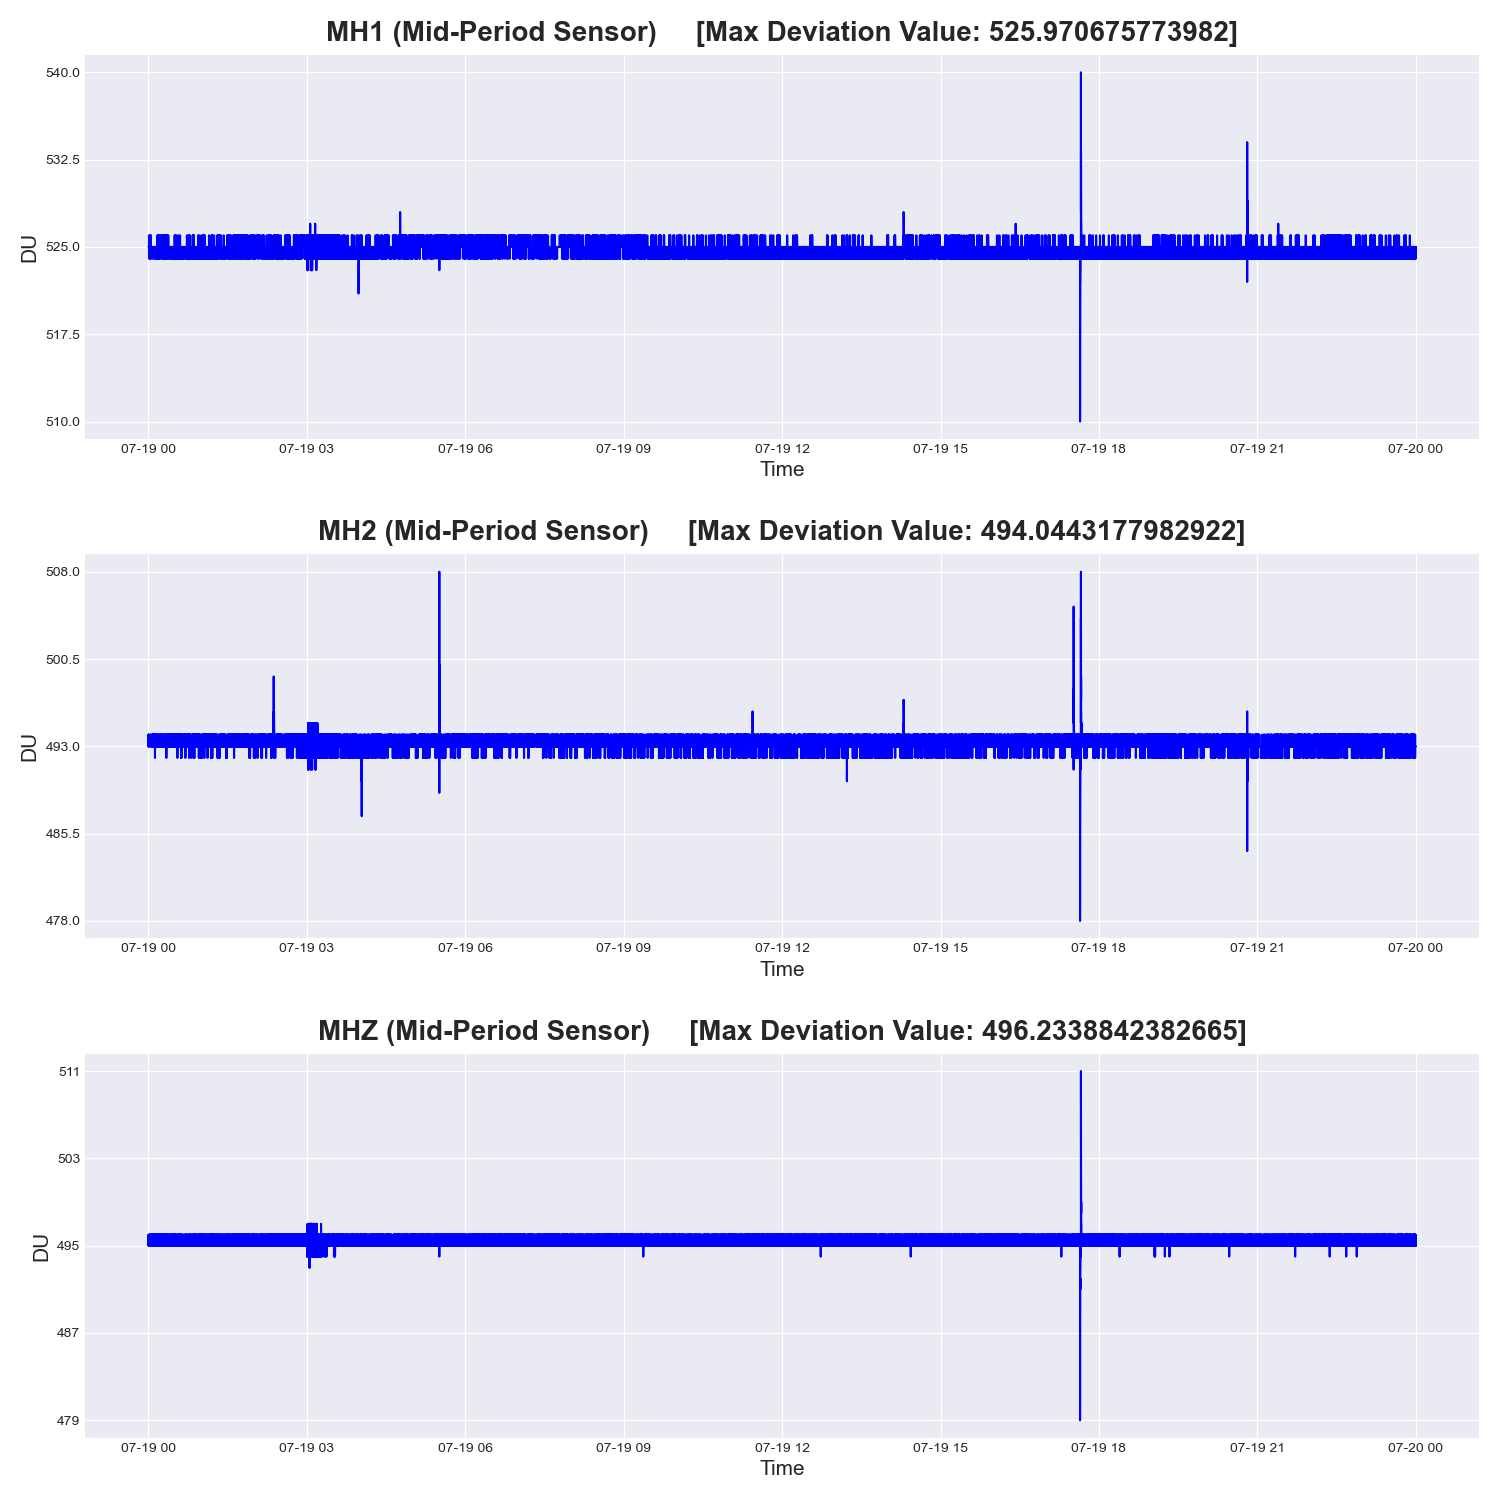 MH1 (Mid-Period Sensor) [Max Deviation Value: 525.970675773982]
540.0
532.5
525.0
517.5
510.0
DU
07-19 00 07-19 03 07-19 06 07-19 09 07-19 12 07-19 15 07-19 18 07-19 21 07-20 00
Time
MH2 (Mid-Period Sensor) [Max Deviation Value: 494.0443177982922]
508.0
500.5
493.0
485.5
478.0
DU
07-19 00 07-19 03 07-19 06 07-19 09 07-19 12 07-19 15 07-19 18 07-19 21 07-20 00
Time
MHZ (Mid-Period Sensor) [Max Deviation Value: 496.2338842382665]
511
503
495
487
479
DU
07-19 00 07-19 03 07-19 06 07-19 09 07-19 12 07-19 15 07-19 18 07-19 21 07-20 00
Time